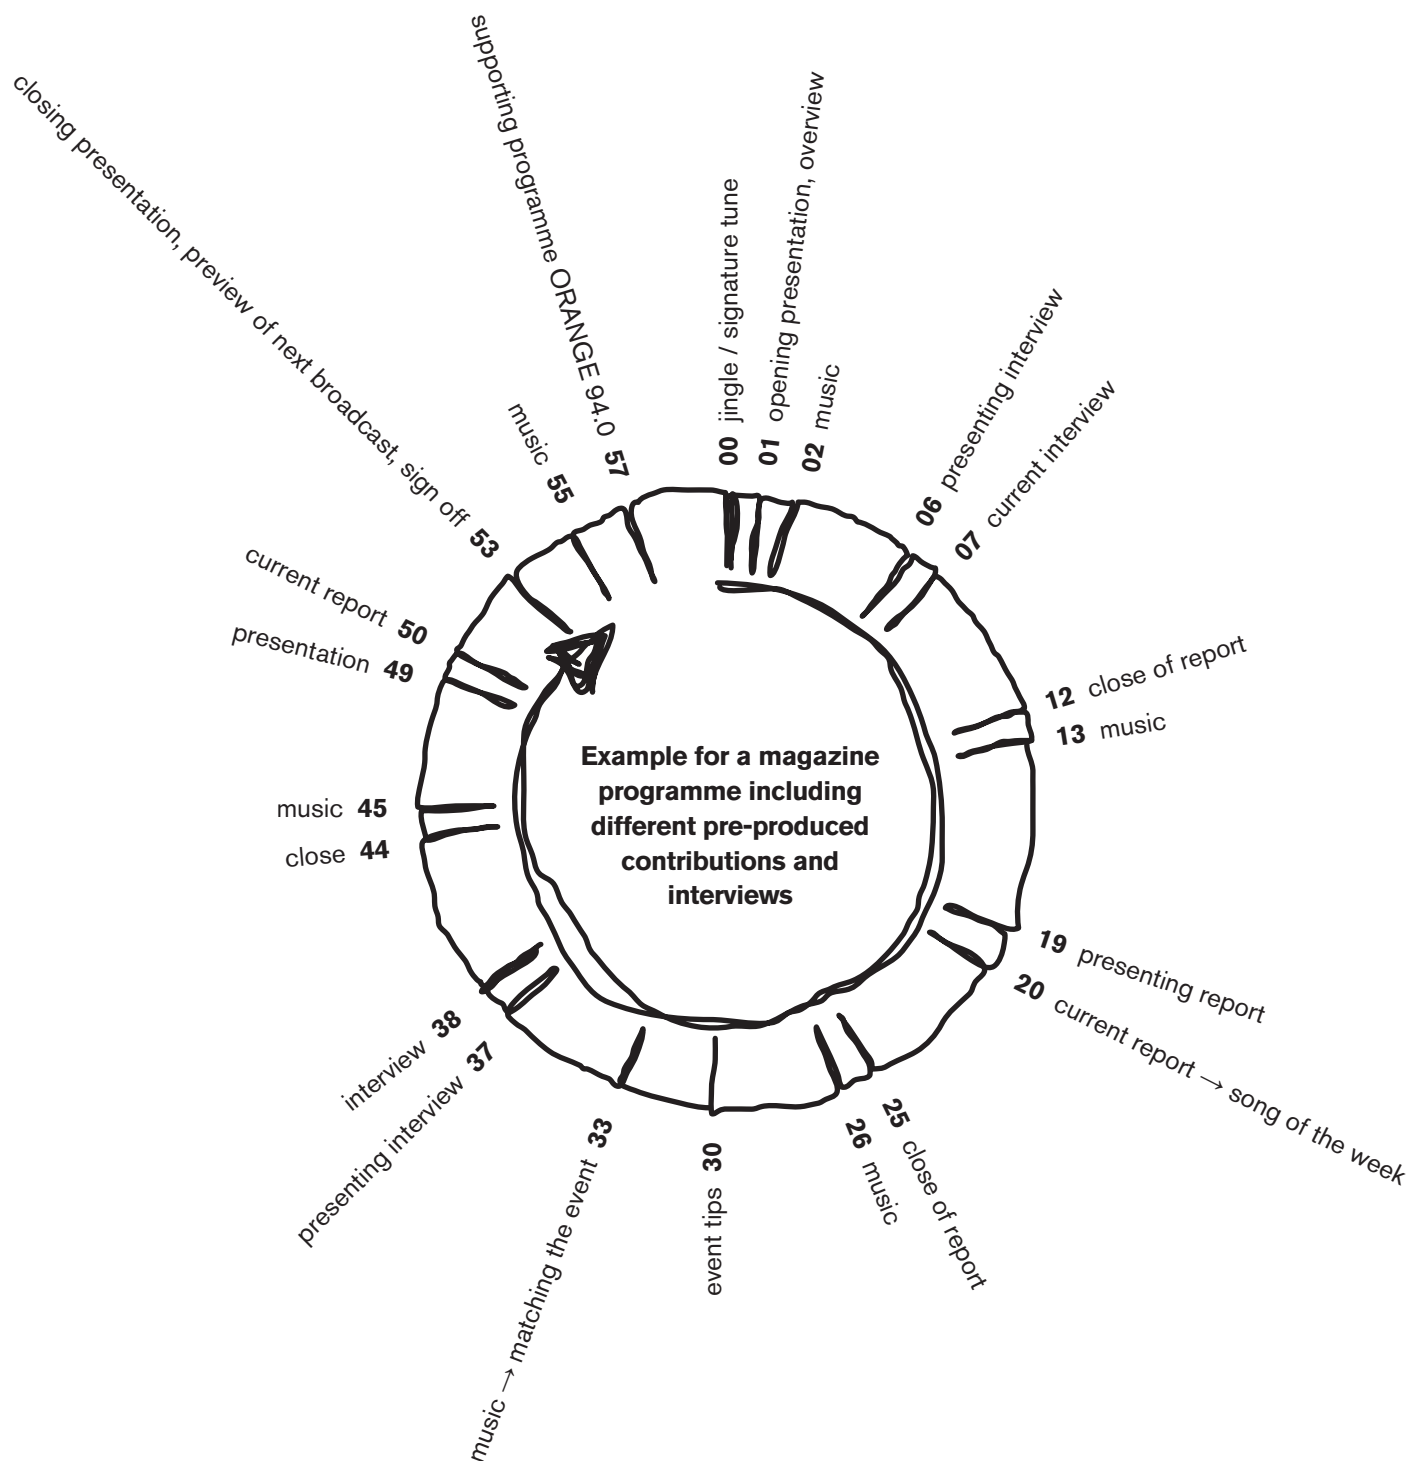 00 jingle / signature tune
01 opening presentation, overview
02 music
06 presenting interview
07 current interview
12 close of report
13 music
19 presenting report
20 current report → song of the week
25 close of report
26 music
event tips 30
music → matching the event 33
presenting interview 37
interview 38
close 44
music 45
presentation 49
current report 50
closing presentation, preview of next broadcast, sign off 53
music 55
supporting programme ORANGE 94.0 57
Example for a magazine
programme including
different pre-produced
contributions and
interviews